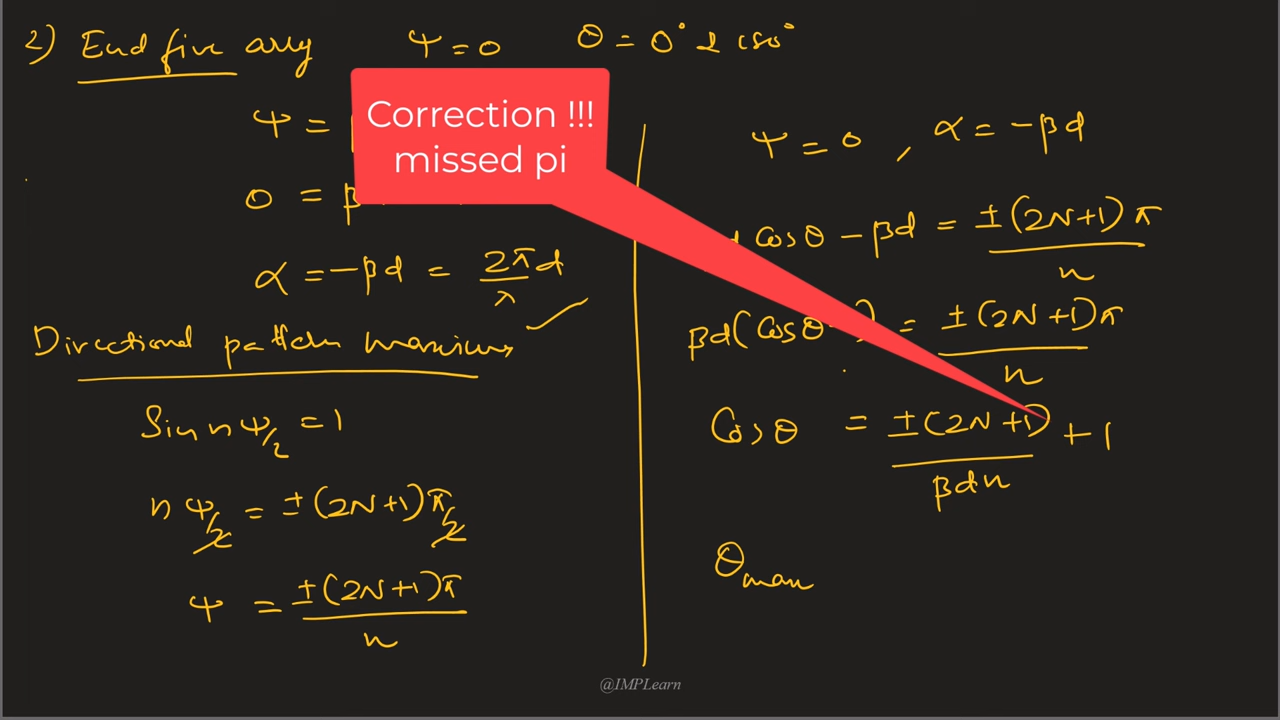 2) End fire array ψ = 0 θ = 0° & 180°
Correction !!!
missed pi
ψ =
0 = β
α = -βd = 2πd/λ
Directional pattern maximum
Sin nψ/2 = 1
nψ/2 = ±(2N+1)π/2
ψ = ±(2N+1)π/n
ψ = 0, α = -βd
d Cosθ - βd = ±(2N+1)π/n
βd(Cosθ ) = ±(2N+1)π/n
Cosθ = ±(2N+1)/βdn + 1
θmax
@IMPLearn